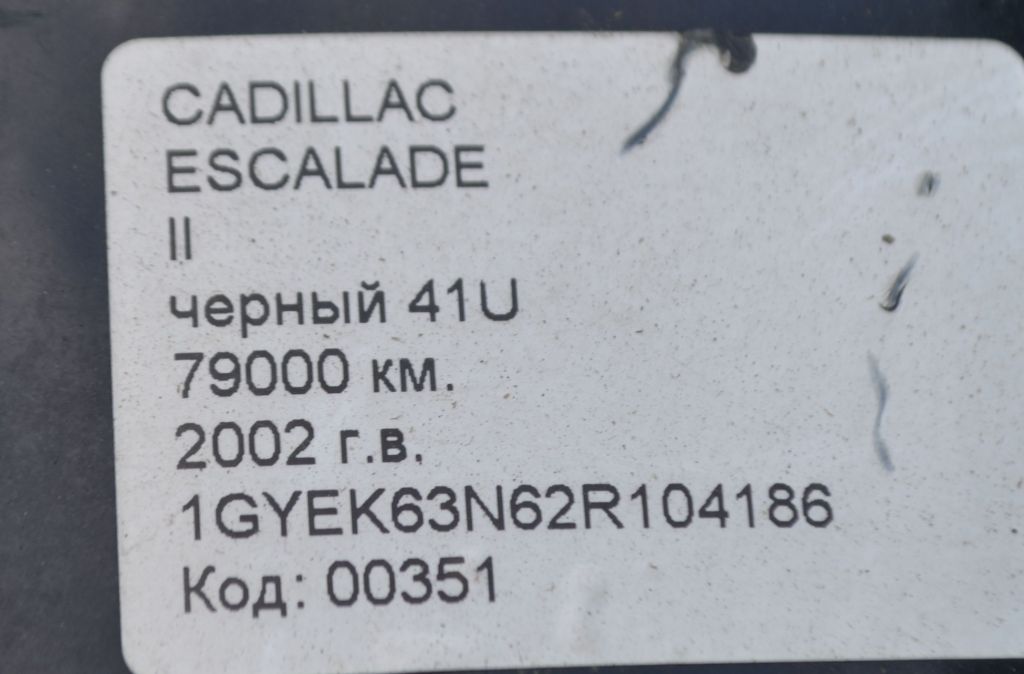 CADILLAC
ESCALADE
II
черный 41U
79000 км.
2002 г.в.
1GYEK63N62R104186
Код: 00351